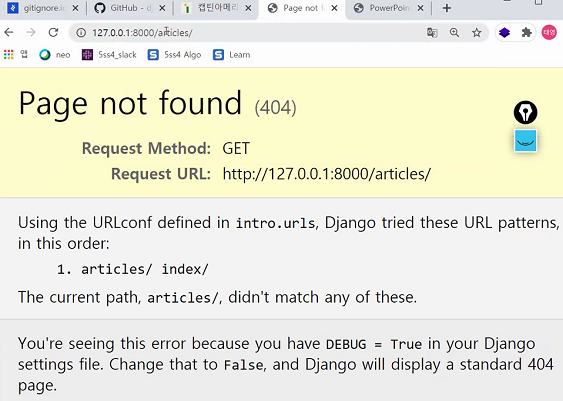 gitignore.io
GitHub - dj
캡틴아메리
Page not f
PowerPoin
127.0.0.1:8000/articles/
앱
neo
5ss4_slack
5ss4 Algo
5ss4 Django
Learn
태영
Page not found (404)
Request Method: GET
Request URL: http://127.0.0.1:8000/articles/
Using the URLconf defined in intro.urls, Django tried these URL patterns,
in this order:
1. articles/ index/
The current path, articles/, didn't match any of these.
You're seeing this error because you have DEBUG = True in your Django
settings file. Change that to False, and Django will display a standard 404
page.